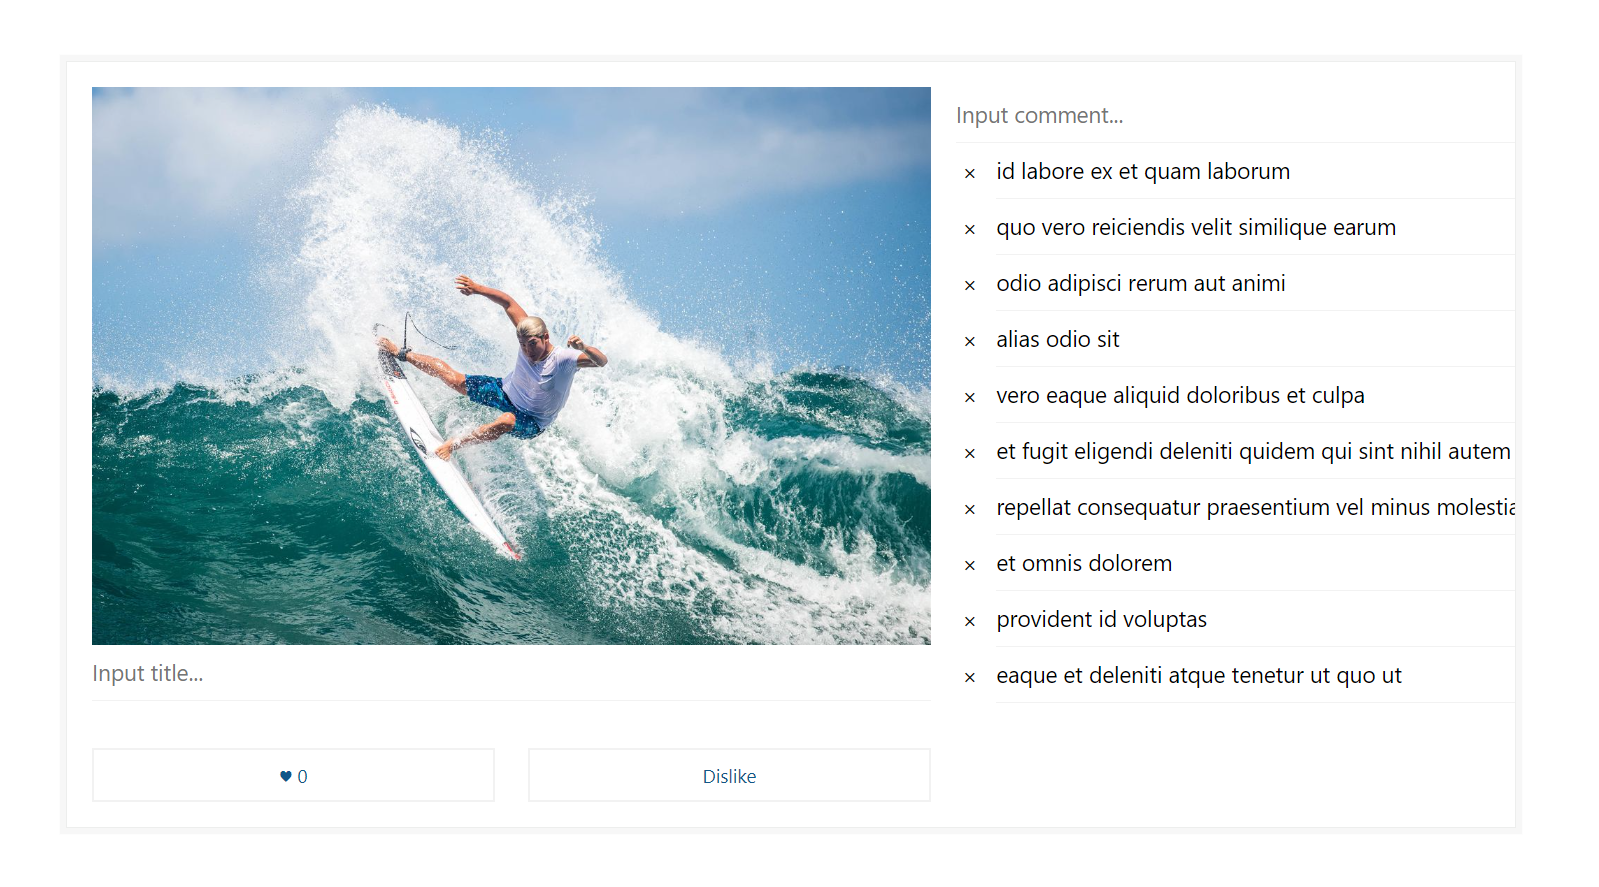 Input comment...
× id labore ex et quam laborum
× quo vero reiciendis velit similique earum
× odio adipisci rerum aut animi
× alias odio sit
× vero eaque aliquid doloribus et culpa
× et fugit eligendi deleniti quidem qui sint nihil autem
× repellat consequatur praesentium vel minus molestia
× et omnis dolorem
× provident id voluptas
× eaque et deleniti atque tenetur ut quo ut
Input title...
♥ 0
Dislike